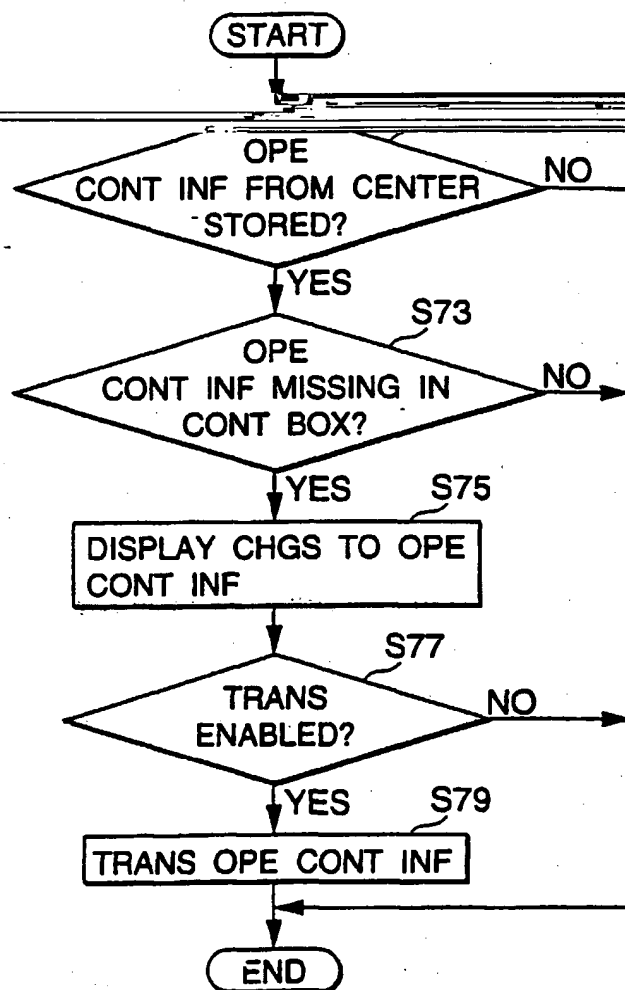 START
OPE
CONT INF FROM CENTER
STORED?
NO
YES
S73
OPE
CONT INF MISSING IN
CONT BOX?
NO
YES
S75
DISPLAY CHGS TO OPE
CONT INF
S77
TRANS
ENABLED?
NO
YES
S79
TRANS OPE CONT INF
END